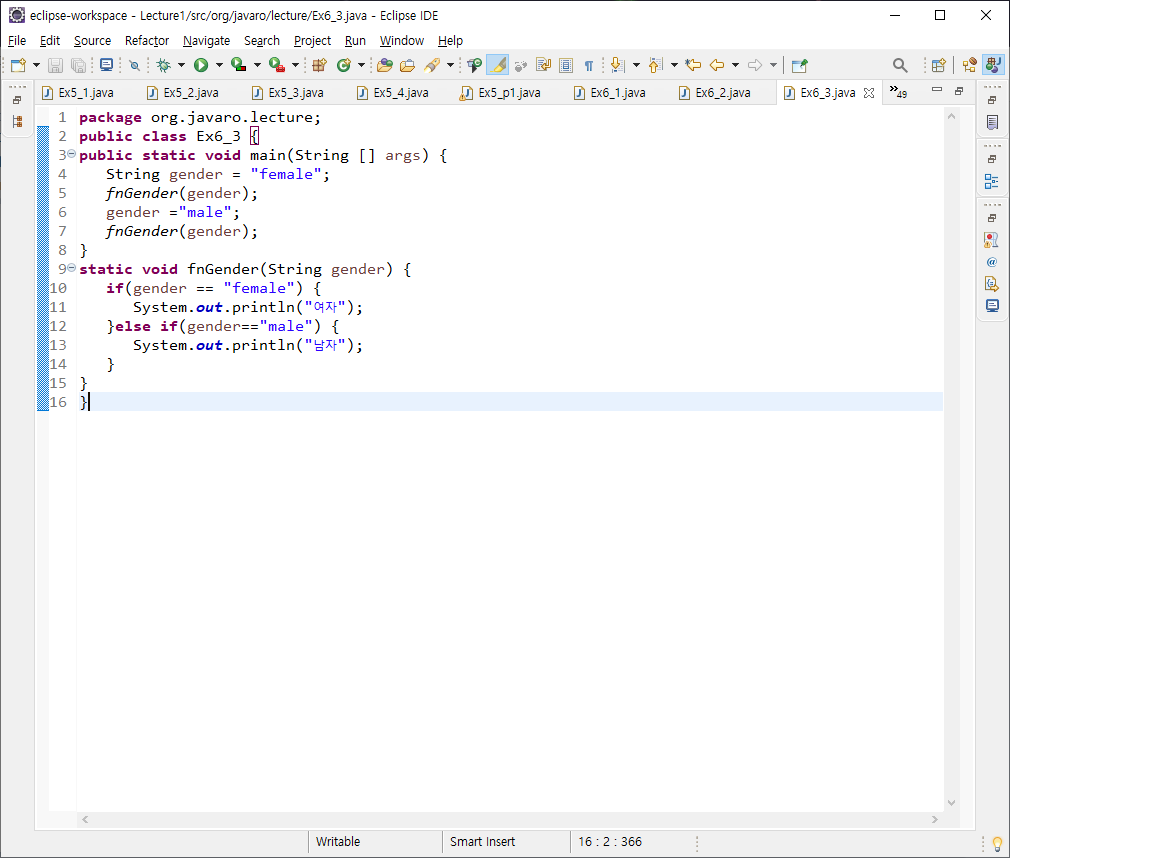 eclipse-workspace - Lecture1/src/org/javaro/lecture/Ex6_3.java - Eclipse IDE
File Edit Source Refactor Navigate Search Project Run Window Help
Ex5_1.java Ex5_2.java Ex5_3.java Ex5_4.java Ex5_p1.java Ex6_1.java Ex6_2.java Ex6_3.java »49
1 package org.javaro.lecture;
2 public class Ex6_3 {
3 public static void main(String [] args) {
4 String gender = "female";
5 fnGender(gender);
6 gender ="male";
7 fnGender(gender);
8 }
9 static void fnGender(String gender) {
10 if(gender == "female") {
11 System.out.println("여자");
12 }else if(gender=="male") {
13 System.out.println("남자");
14 }
15 }
16 }
Writable Smart Insert 16 : 2 : 366